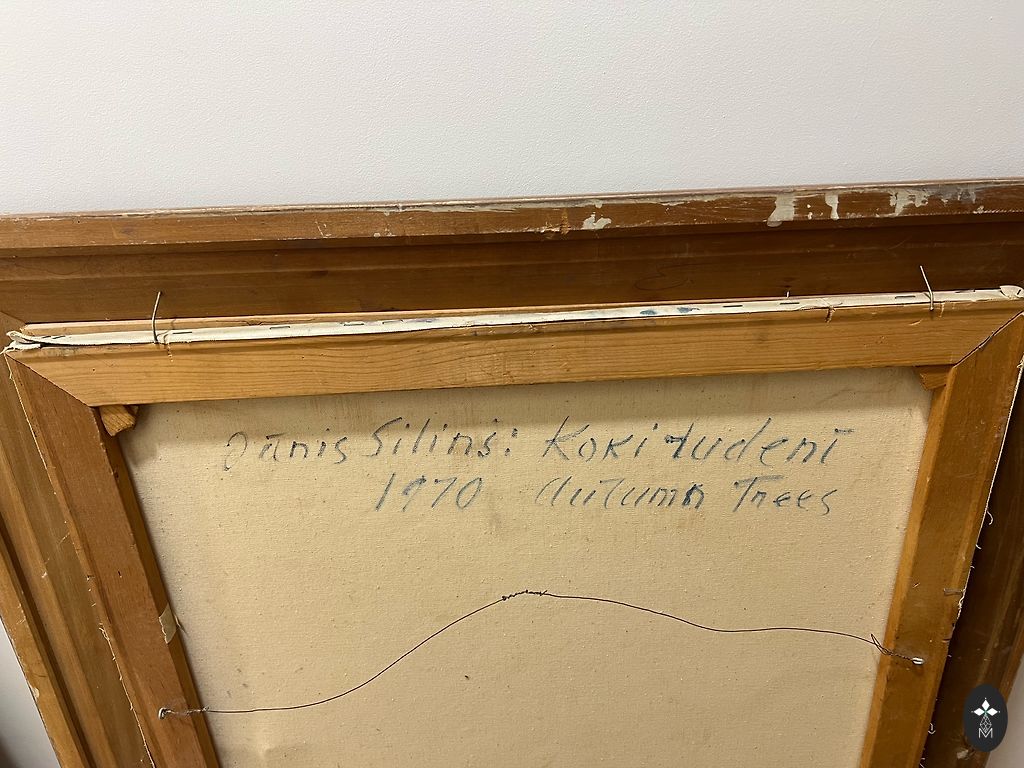 Jānis Siliņš: Koki rudenī
1970 Autumn Trees
M